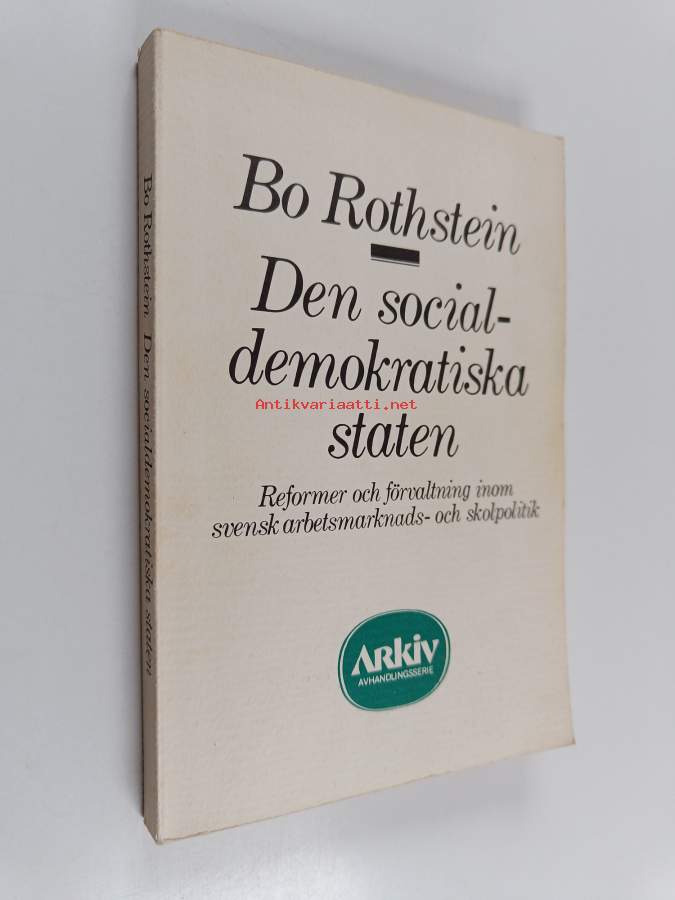 Bo Rothstein
Den social-
demokratiska
staten
Reformer och förvaltning inom
svensk arbetsmarknads- och skolpolitik
ARKIV
AVHANDLINGSSERIE
Bo Rothstein Den socialdemokratiska staten
Antikvariaatti.net